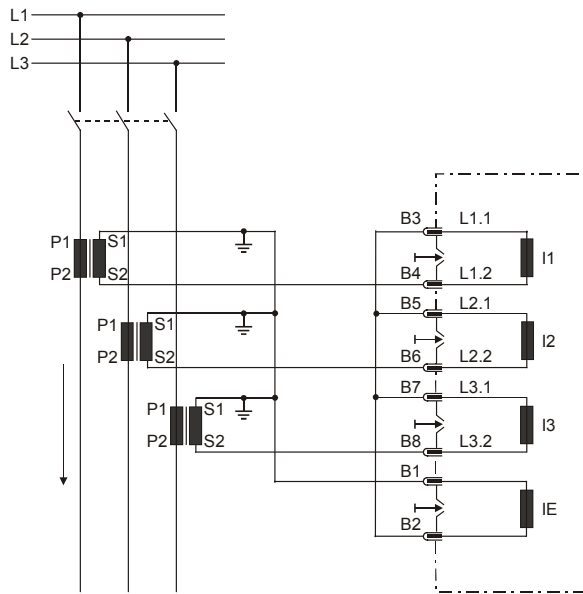 L1
L2
L3
B3 L1.1
P1 S1
I1
P2 S2
B4 L1.2
B5 L2.1
P1 S1
I2
P2 S2
B6 L2.2
B7 L3.1
P1 S1
I3
P2 S2
B8 L3.2
B1
IE
B2